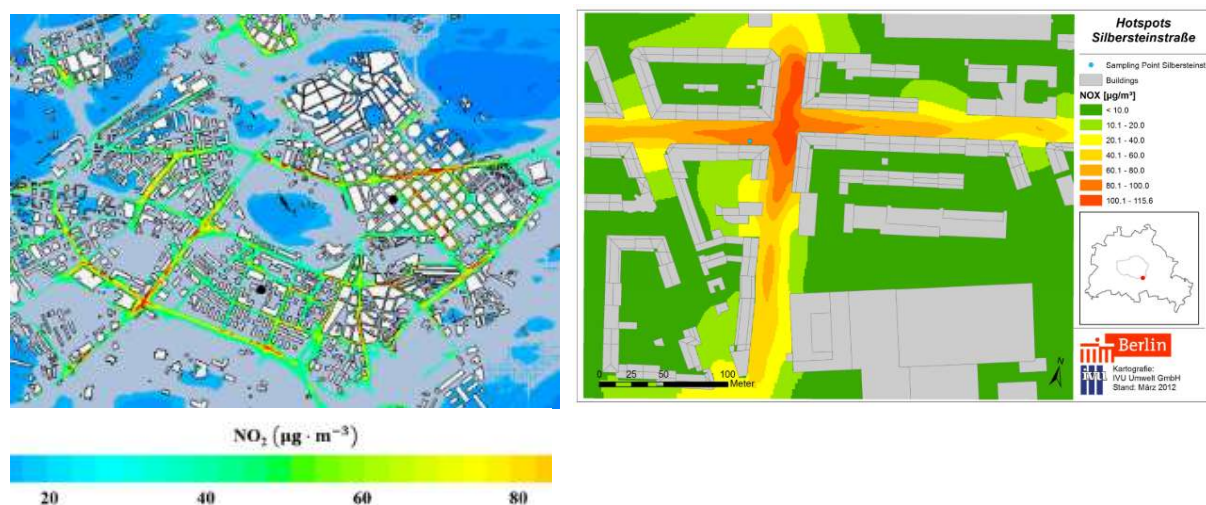 NO₂ (μg · m⁻³)
20 40 60 80
Hotspots
Silbersteinstraße
Sampling Point Silbersteinst
Buildings
NOX [µg/m³]
< 10.0
10.1 - 20.0
20.1 - 40.0
40.1 - 60.0
60.1 - 80.0
80.1 - 100.0
100.1 - 115.6
0 25 50 100
Meter
N
Berlin
IVU
Kartografie:
IVU Umwelt GmbH
Stand: März 2012